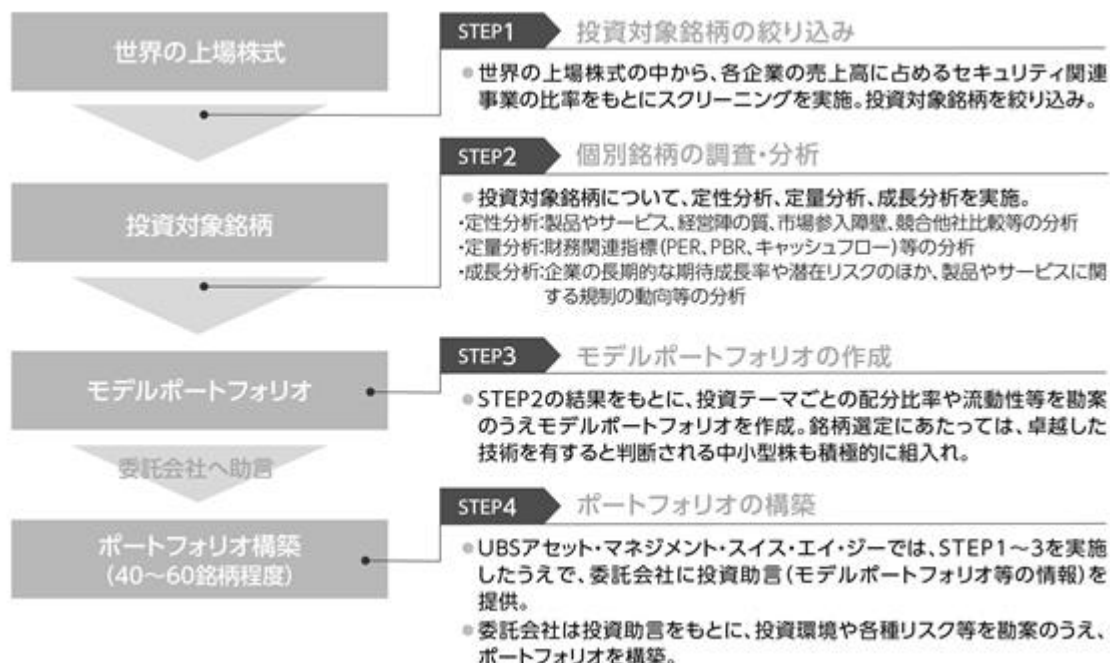 世界の上場株式
STEP1 投資対象銘柄の絞り込み
●世界の上場株式の中から、各企業の売上高に占めるセキュリティ関連
事業の比率をもとにスクリーニングを実施。投資対象銘柄を絞り込み。
投資対象銘柄
STEP2 個別銘柄の調査・分析
●投資対象銘柄について、定性分析、定量分析、成長分析を実施。
・定性分析:製品やサービス、経営陣の質、市場参入障壁、競合他社比較等の分析
・定量分析:財務関連指標(PER、PBR、キャッシュフロー)等の分析
・成長分析:企業の長期的な期待成長率や潜在リスクのほか、製品やサービスに関
する規制の動向等の分析
モデルポートフォリオ
STEP3 モデルポートフォリオの作成
●STEP2の結果をもとに、投資テーマごとの配分比率や流動性等を勘案
のうえモデルポートフォリオを作成。銘柄選定にあたっては、卓越した
技術を有すると判断される中小型株も積極的に組入れ。
委託会社へ助言
ポートフォリオ構築
(40～60銘柄程度)
STEP4 ポートフォリオの構築
●UBSアセット・マネジメント・スイス・エイ・ジーでは、STEP1～3を実施
したうえで、委託会社に投資助言(モデルポートフォリオ等の情報)を
提供。
●委託会社は投資助言をもとに、投資環境や各種リスク等を勘案のうえ、
ポートフォリオを構築。